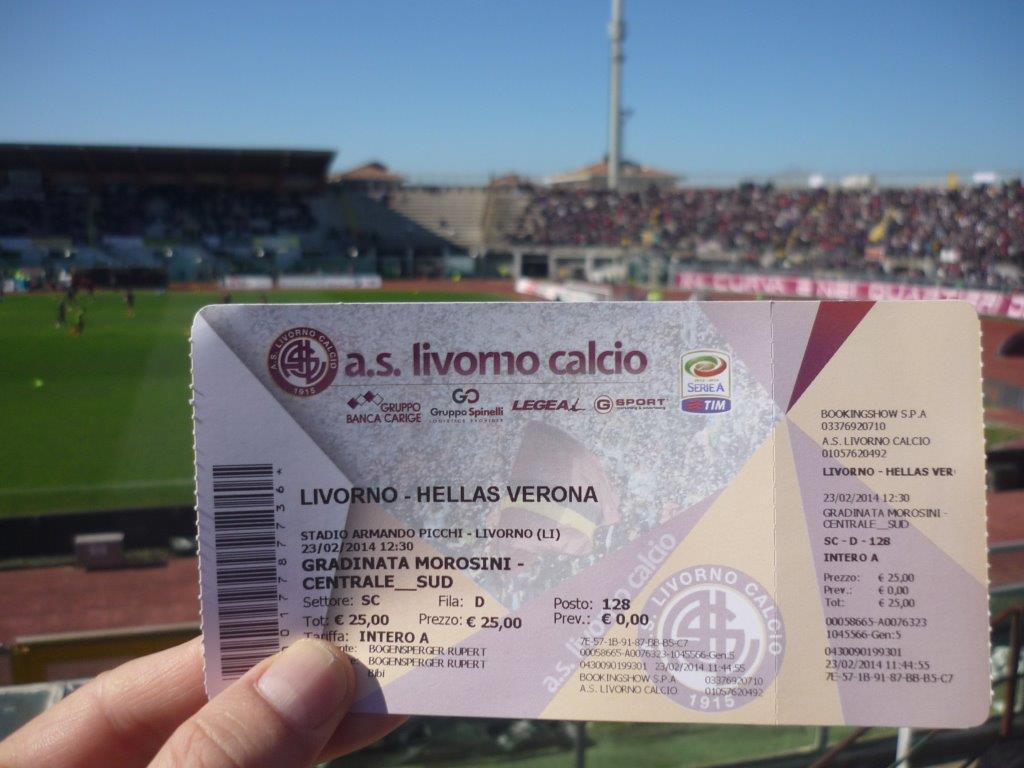 A.S. LIVORNO CALCIO
1915
a.s. livorno calcio
SERIE A
TIM
GRUPPO
BANCA CARIGE
Gruppo Spinelli
LOGISTICS PROVIDER
LEGEA
G SPORT
LIVORNO - HELLAS VERONA
STADIO ARMANDO PICCHI - LIVORNO (LI)
23/02/2014 12:30
GRADINATA MOROSINI -
CENTRALE__SUD
Settore: SC Fila: D Posto: 128
Tot: € 25,00 Prezzo: € 25,00 Prev.: € 0,00
Tariffa: INTERO A
BOGENSPERGER RUPERT
BOGENSPERGER RUPERT
Bibi
7E-57-1B-91-87-BB-B5-C7
00058665-A0076323-1045566-Gen:5
0430090199301 23/02/2014 11:44:55
BOOKINGSHOW S.P.A 03376920710
A.S. LIVORNO CALCIO 01057620492
a.s. livorno calcio
A.S. LIVORNO CALCIO
1915
BOOKINGSHOW S.P.A
03376920710
A.S. LIVORNO CALCIO
01057620492
LIVORNO - HELLAS VER
23/02/2014 12:30
GRADINATA MOROSINI -
CENTRALE__SUD
SC - D - 128
INTERO A
Prezzo: € 25,00
Prev.: € 0,00
Tot: € 25,00
00058665-A0076323
1045566-Gen:5
0430090199301
23/02/2014 11:44:55
7E-57-1B-91-87-BB-B5-C7